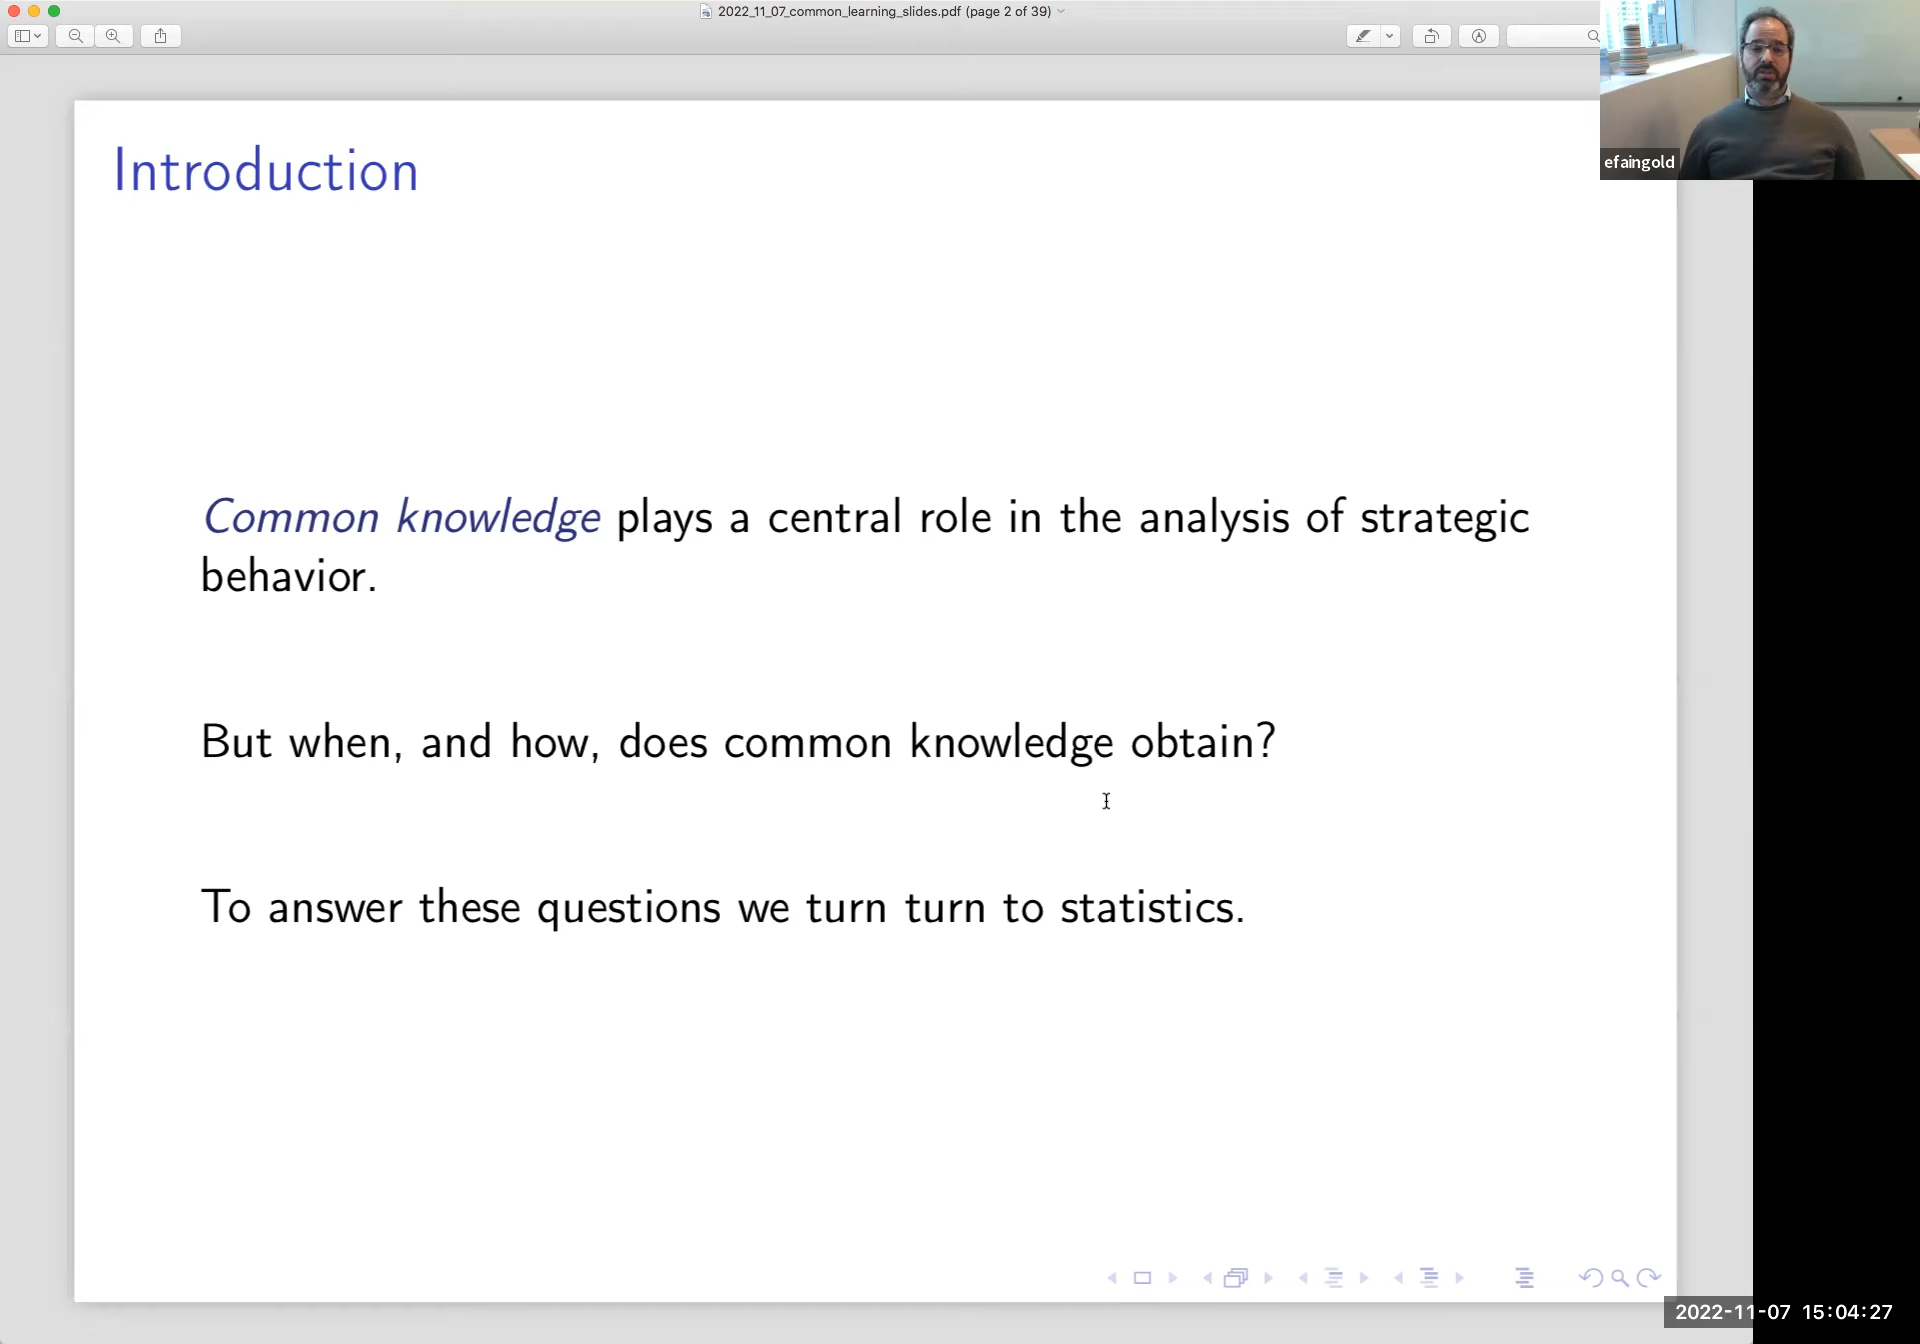 2022_11_07_common_learning_slides.pdf (page 2 of 39)
efaingold
Introduction
Common knowledge plays a central role in the analysis of strategic
behavior.
But when, and how, does common knowledge obtain?
To answer these questions we turn turn to statistics.
2022-11-07 15:04:27